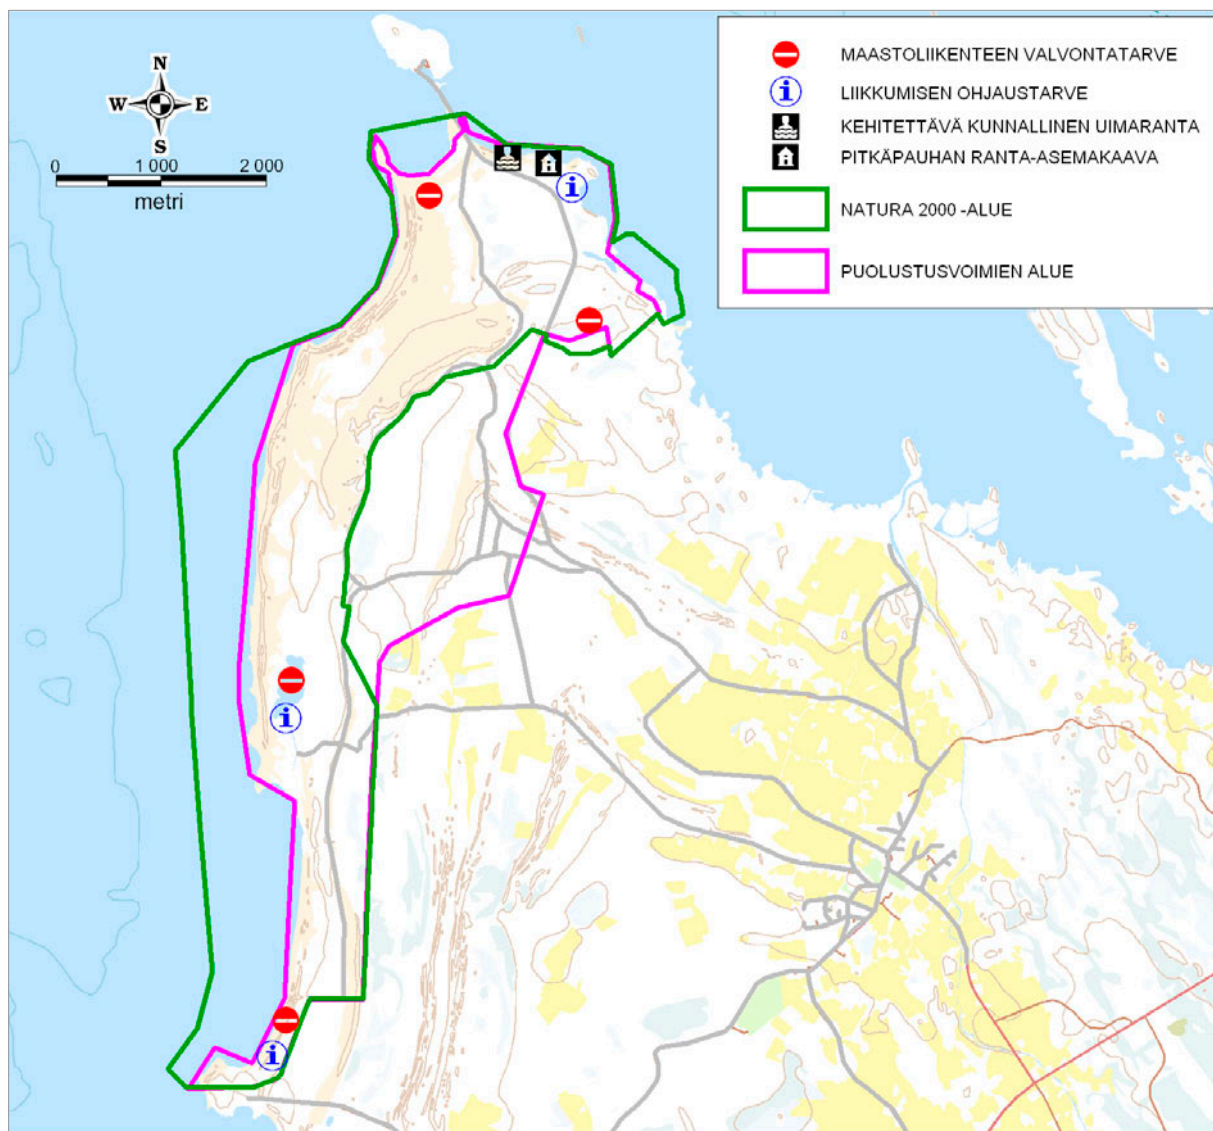 N
W E
S
0 1 000 2 000
metri
MAASTOLIIKENTEEN VALVONTATARVE
LIIKKUMISEN OHJAUSTARVE
KEHITETTÄVÄ KUNNALLINEN UIMARANTA
PITKÄPAUHAN RANTA-ASEMAKAAVA
NATURA 2000 -ALUE
PUOLUSTUSVOIMIEN ALUE